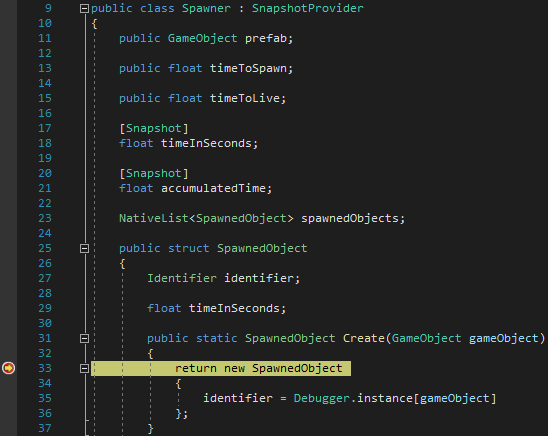 9 public class Spawner : SnapshotProvider
10 {
11 public GameObject prefab;
12
13 public float timeToSpawn;
14
15 public float timeToLive;
16
17 [Snapshot]
18 float timeInSeconds;
19
20 [Snapshot]
21 float accumulatedTime;
22
23 NativeList<SpawnedObject> spawnedObjects;
24
25 public struct SpawnedObject
26 {
27 Identifier identifier;
28
29 float timeInSeconds;
30
31 public static SpawnedObject Create(GameObject gameObject)
32 {
33 return new SpawnedObject
34 {
35 identifier = Debugger.instance[gameObject]
36 };
37 }